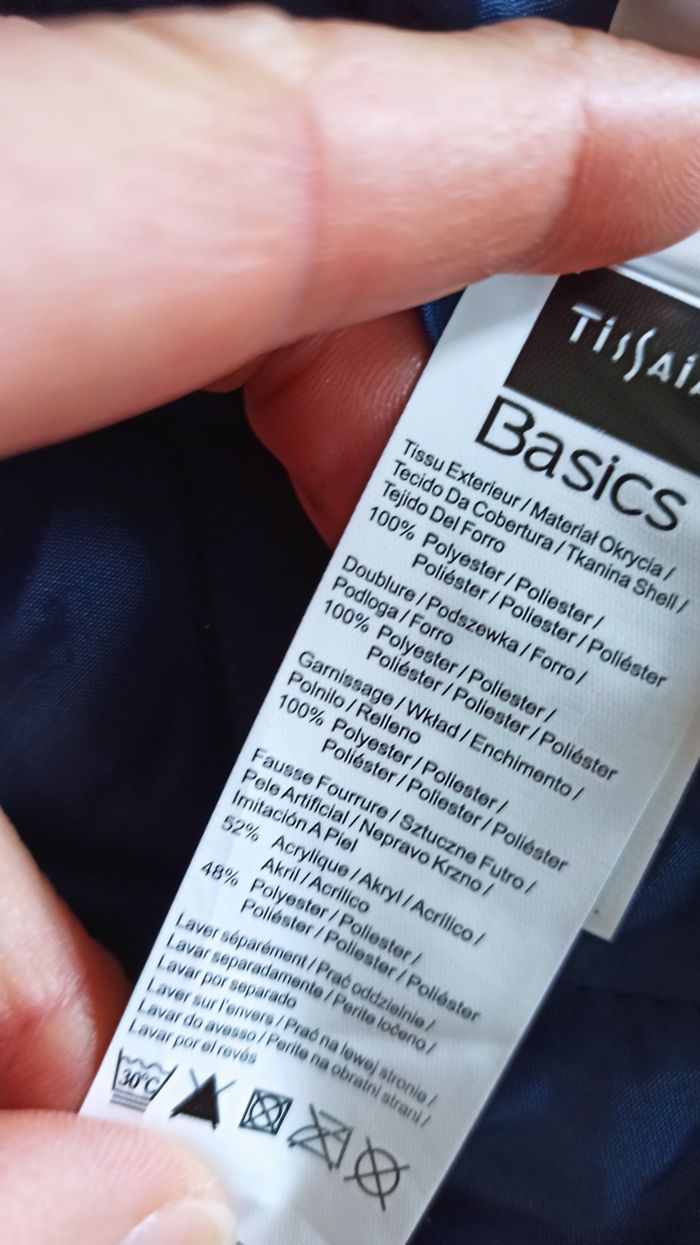 Tissaia
Basics
Tissu Exterieur / Materiał Okrycia /
Tecido Da Cobertura / Tkanina Shell /
Tejido Del Forro
100% Polyester / Poliester /
Poliéster / Poliester / Poliéster
Doublure / Podszewka / Forro /
Podloga / Forro
100% Polyester / Poliester /
Poliéster / Poliester / Poliéster
Garnissage / Wkład / Enchimento /
Polnilo / Relleno
100% Polyester / Poliester /
Poliéster / Poliester / Poliéster
Fausse Fourrure / Sztuczne Futro /
Pele Artificial / Nepravo Krzno /
Imitación A Piel
52% Acrylique / Akryl / Acrílico /
Akril / Acrílico
48% Polyester / Poliester /
Poliéster / Poliester / Poliéster
Laver séparément / Prać oddzielnie /
Lavar separadamente / Perite ločeno /
Lavar por separado
Laver sur l'envers / Prać na lewej stronie /
Lavar do avesso / Perite na obratni strani /
Lavar por el revés
30°C